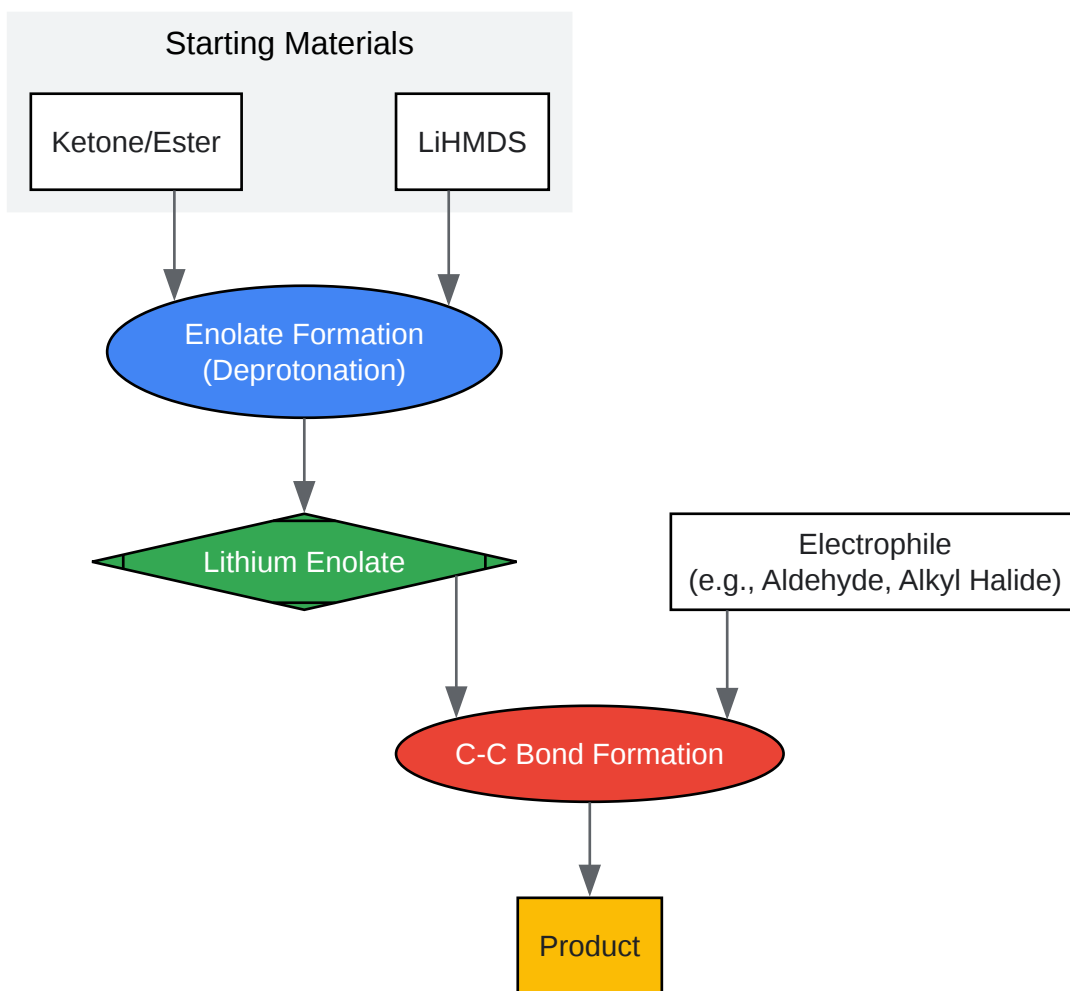 Starting Materials
Ketone/Ester
LiHMDS
Enolate Formation
(Deprotonation)
Lithium Enolate
Electrophile
(e.g., Aldehyde, Alkyl Halide)
C-C Bond Formation
Product